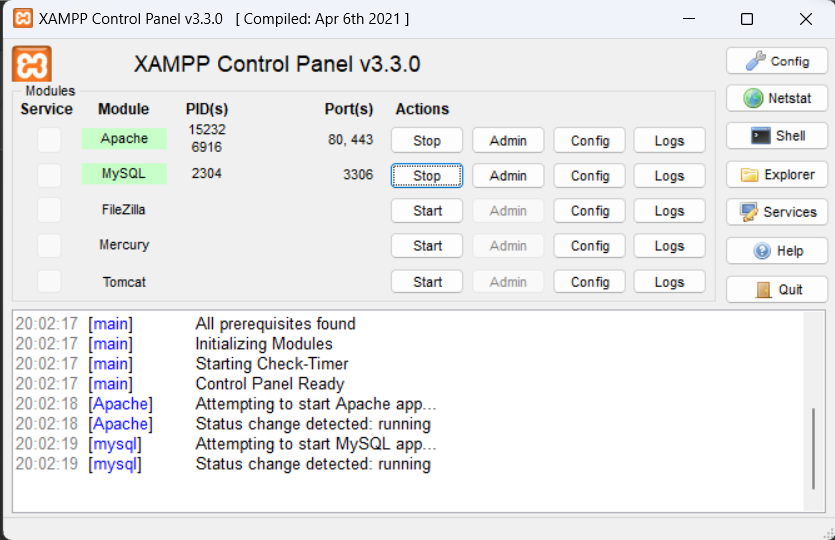 XAMPP Control Panel v3.3.0 [ Compiled: Apr 6th 2021 ]
XAMPP Control Panel v3.3.0
Config
Modules
Service Module PID(s) Port(s) Actions
Netstat
Apache 15232 6916 80, 443 Stop Admin Config Logs
Shell
MySQL 2304 3306 Stop Admin Config Logs
Explorer
FileZilla Start Admin Config Logs
Services
Mercury Start Admin Config Logs
Help
Tomcat Start Admin Config Logs
Quit
20:02:17 [main] All prerequisites found
20:02:17 [main] Initializing Modules
20:02:17 [main] Starting Check-Timer
20:02:17 [main] Control Panel Ready
20:02:18 [Apache] Attempting to start Apache app...
20:02:18 [Apache] Status change detected: running
20:02:19 [mysql] Attempting to start MySQL app...
20:02:19 [mysql] Status change detected: running